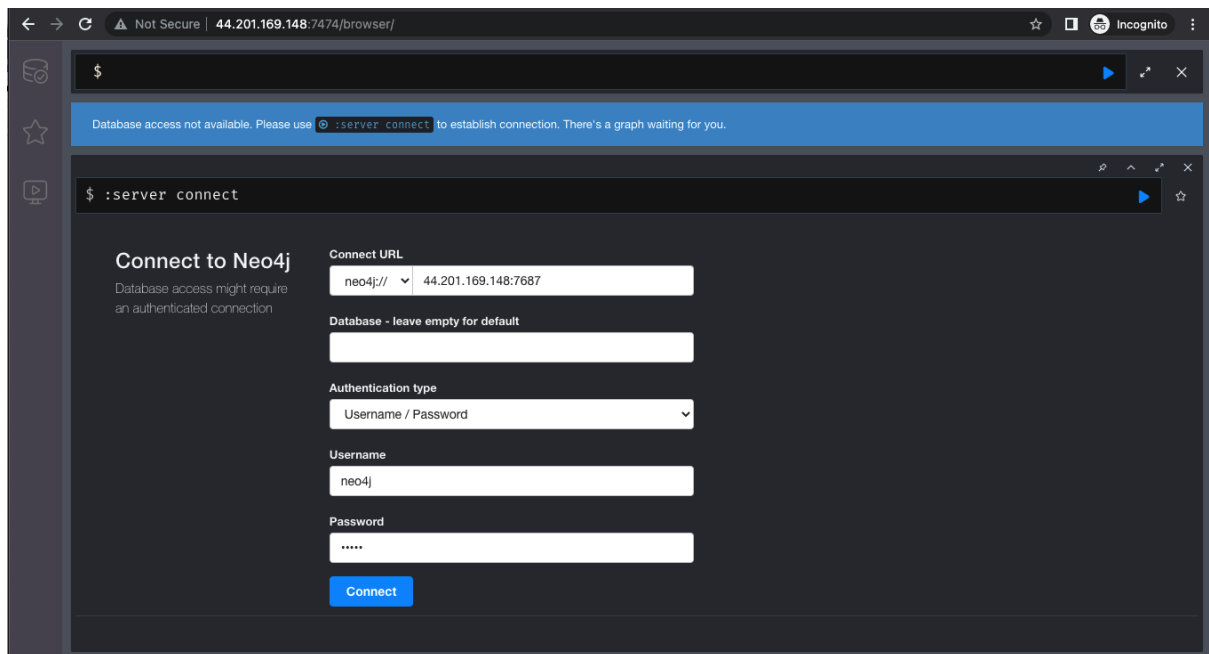 Not Secure | 44.201.169.148:7474/browser/
Incognito
$
Database access not available. Please use :server connect to establish connection. There's a graph waiting for you.
$ :server connect
Connect to Neo4j
Database access might require
an authenticated connection
Connect URL
neo4j:// 44.201.169.148:7687
Database - leave empty for default
Authentication type
Username / Password
Username
neo4j
Password
•••••
Connect